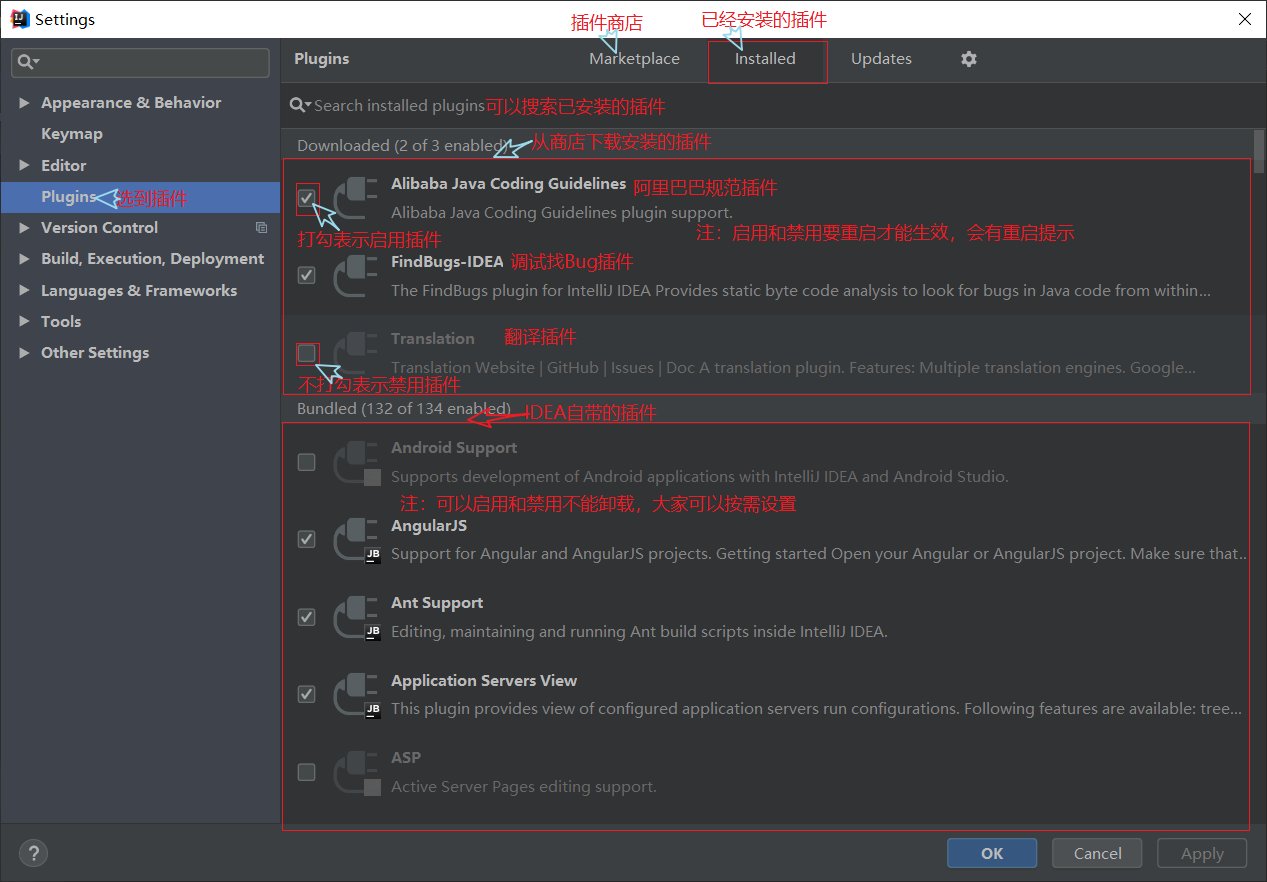 Settings
插件商店
已经安装的插件
Plugins
Marketplace
Installed
Updates
Appearance & Behavior
Keymap
Editor
Plugins
选到插件
Version Control
Build, Execution, Deployment
Languages & Frameworks
Tools
Other Settings
Search installed plugins
可以搜索已安装的插件
Downloaded (2 of 3 enabled)
从商店下载安装的插件
Alibaba Java Coding Guidelines
阿里巴巴规范插件
Alibaba Java Coding Guidelines plugin support.
打勾表示启用插件
注：启用和禁用要重启才能生效，会有重启提示
FindBugs-IDEA
调试找Bug插件
The FindBugs plugin for IntelliJ IDEA Provides static byte code analysis to look for bugs in Java code from within...
Translation
翻译插件
Translation Website | GitHub | Issues | Doc A translation plugin. Features: Multiple translation engines. Google...
不打勾表示禁用插件
Bundled (132 of 134 enabled)
IDEA自带的插件
Android Support
Supports development of Android applications with IntelliJ IDEA and Android Studio.
注：可以启用和禁用不能卸载，大家可以按需设置
AngularJS
JB
Support for Angular and AngularJS projects. Getting started Open your Angular or AngularJS project. Make sure that..
Ant Support
JB
Editing, maintaining and running Ant build scripts inside IntelliJ IDEA.
Application Servers View
JB
This plugin provides view of configured application servers run configurations. Following features are available: tree...
ASP
Active Server Pages editing support.
?
OK
Cancel
Apply